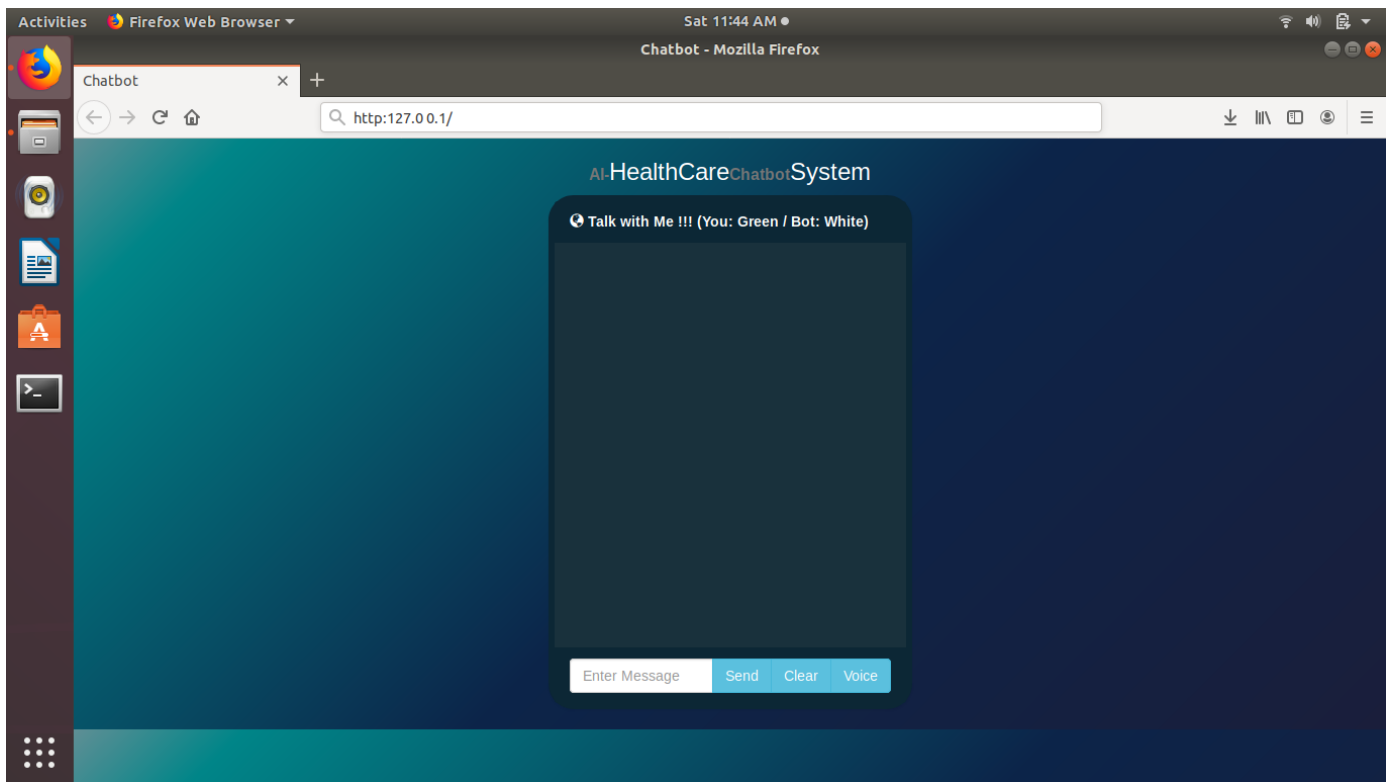 Activities Firefox Web Browser Sat 11:44 AM
Chatbot - Mozilla Firefox
Chatbot
http:127.0 0.1/
AI-HealthCareChatbotSystem
Talk with Me !!! (You: Green / Bot: White)
Enter Message Send Clear Voice